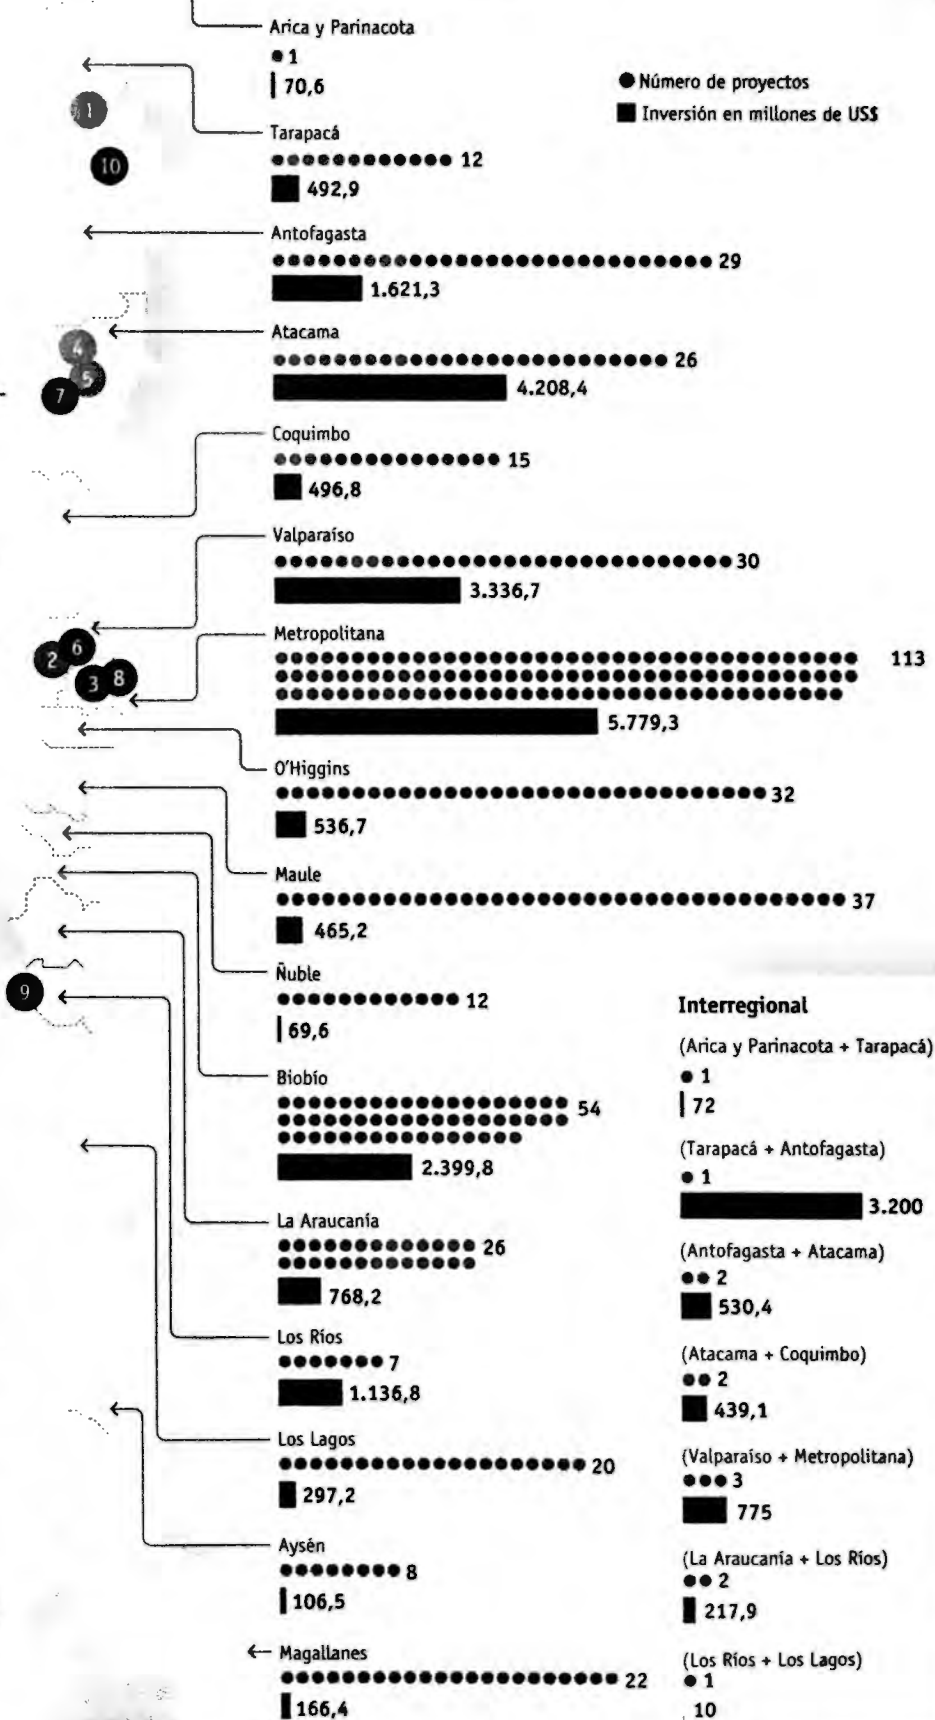 Arica y Parinacota
1
70,6
Número de proyectos
Inversión en millones de US$
1
Tarapacá
12
10
492,9
Antofagasta
29
1.621,3
Atacama
4
26
5
4.208,4
7
Coquimbo
15
496,8
Valparaíso
30
3.336,7
6
2
Metropolitana
113
3
8
5.779,3
O'Higgins
32
536,7
Maule
37
465,2
Ñuble
12
69,6
9
Biobío
54
2.399,8
La Araucanía
26
768,2
Los Ríos
7
1.136,8
Los Lagos
20
297,2
Aysén
8
106,5
Magallanes
22
166,4
Interregional
(Arica y Parinacota + Tarapacá)
1
72
(Tarapacá + Antofagasta)
1
3.200
(Antofagasta + Atacama)
2
530,4
(Atacama + Coquimbo)
2
439,1
(Valparaíso + Metropolitana)
3
775
(La Araucanía + Los Ríos)
2
217,9
(Los Ríos + Los Lagos)
1
10